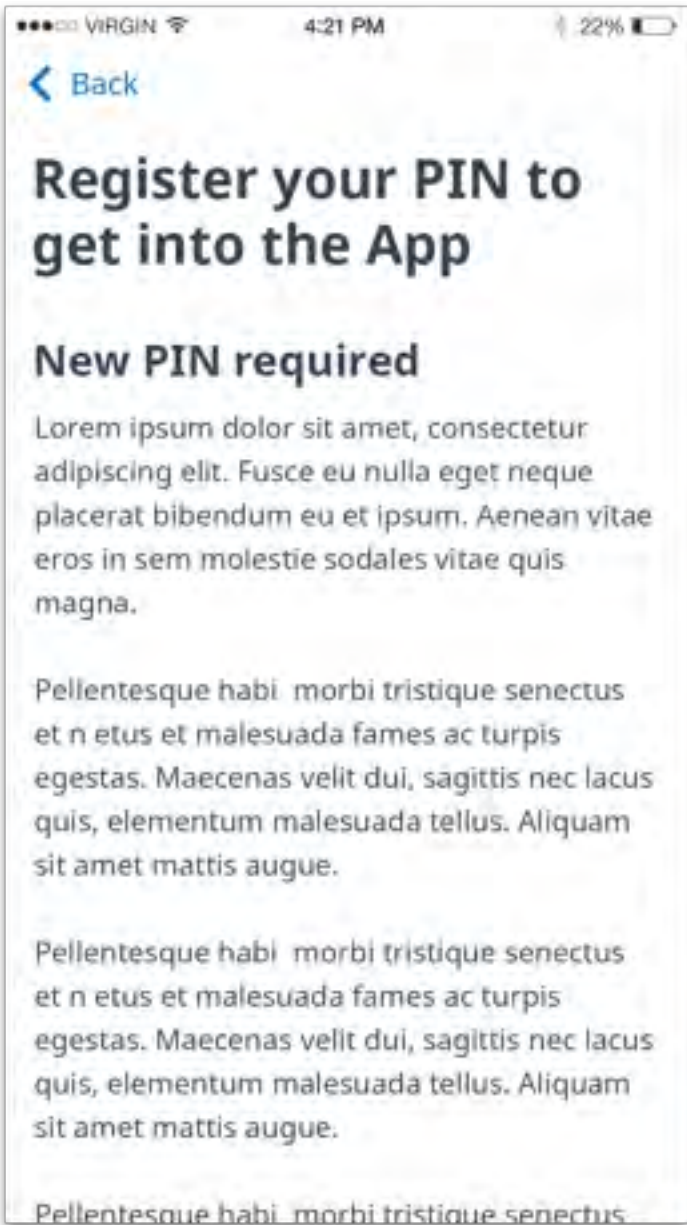 VIRGIN 4:21 PM 22%
Back
Register your PIN to
get into the App
New PIN required
Lorem ipsum dolor sit amet, consectetur
adipiscing elit. Fusce eu nulla eget neque
placerat bibendum eu et ipsum. Aenean vitae
eros in sem molestie sodales vitae quis
magna.
Pellentesque habi morbi tristique senectus
et n etus et malesuada fames ac turpis
egestas. Maecenas velit dui, sagittis nec lacus
quis, elementum malesuada tellus. Aliquam
sit amet mattis augue.
Pellentesque habi morbi tristique senectus
et n etus et malesuada fames ac turpis
egestas. Maecenas velit dui, sagittis nec lacus
quis, elementum malesuada tellus. Aliquam
sit amet mattis augue.
Pellentesque habi morbi tristique senectus